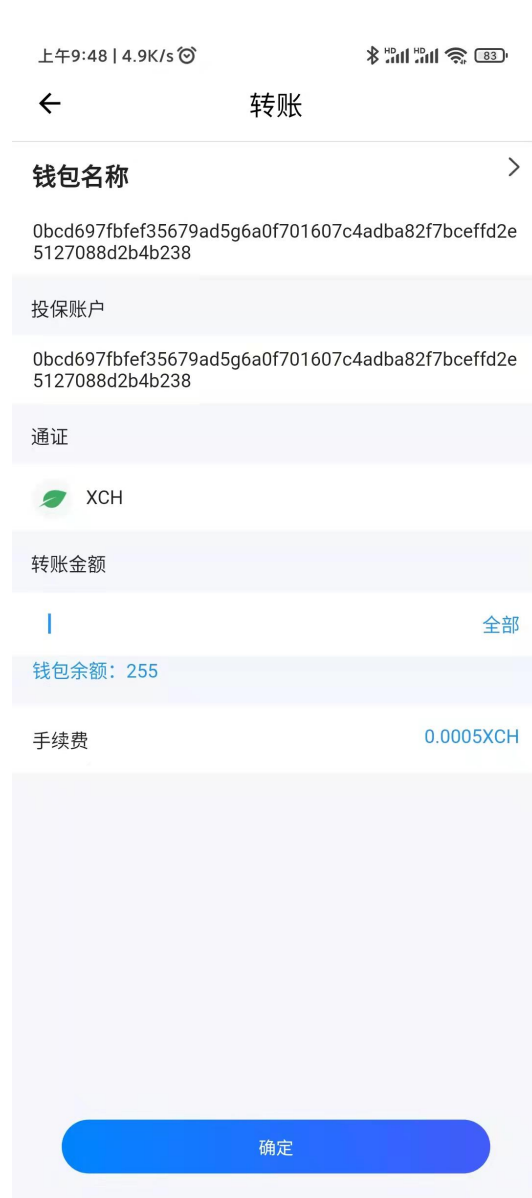 上午9:48 | 4.9K/s
HD HD 83
转账
钱包名称
0bcd697fbfef35679ad5g6a0f701607c4adba82f7bceffd2e
5127088d2b4b238
投保账户
0bcd697fbfef35679ad5g6a0f701607c4adba82f7bceffd2e
5127088d2b4b238
通证
XCH
转账金额
全部
钱包余额：255
手续费
0.0005XCH
确定